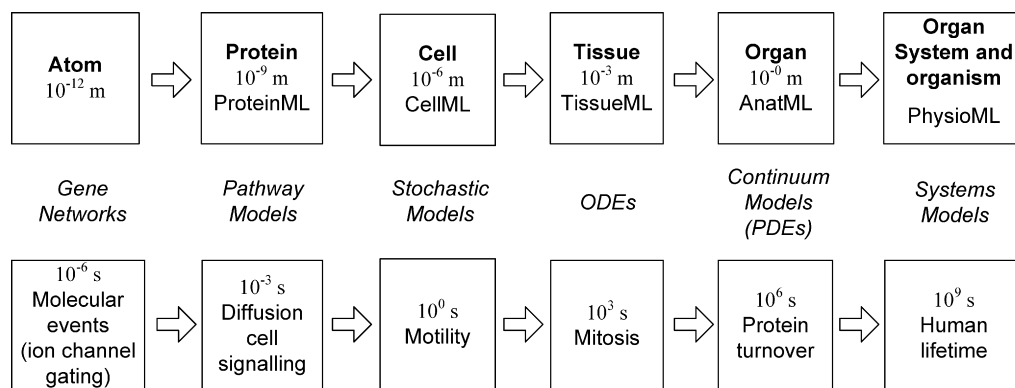 Atom
10⁻¹² m
Protein
10⁻⁹ m
ProteinML
Cell
10⁻⁶ m
CellML
Tissue
10⁻³ m
TissueML
Organ
10⁻⁰ m
AnatML
Organ
System and
organism
PhysioML
Gene
Networks
Pathway
Models
Stochastic
Models
ODEs
Continuum
Models
(PDEs)
Systems
Models
10⁻⁶ s
Molecular
events
(ion channel
gating)
10⁻³ s
Diffusion
cell
signalling
10⁰ s
Motility
10³ s
Mitosis
10⁶ s
Protein
turnover
10⁹ s
Human
lifetime